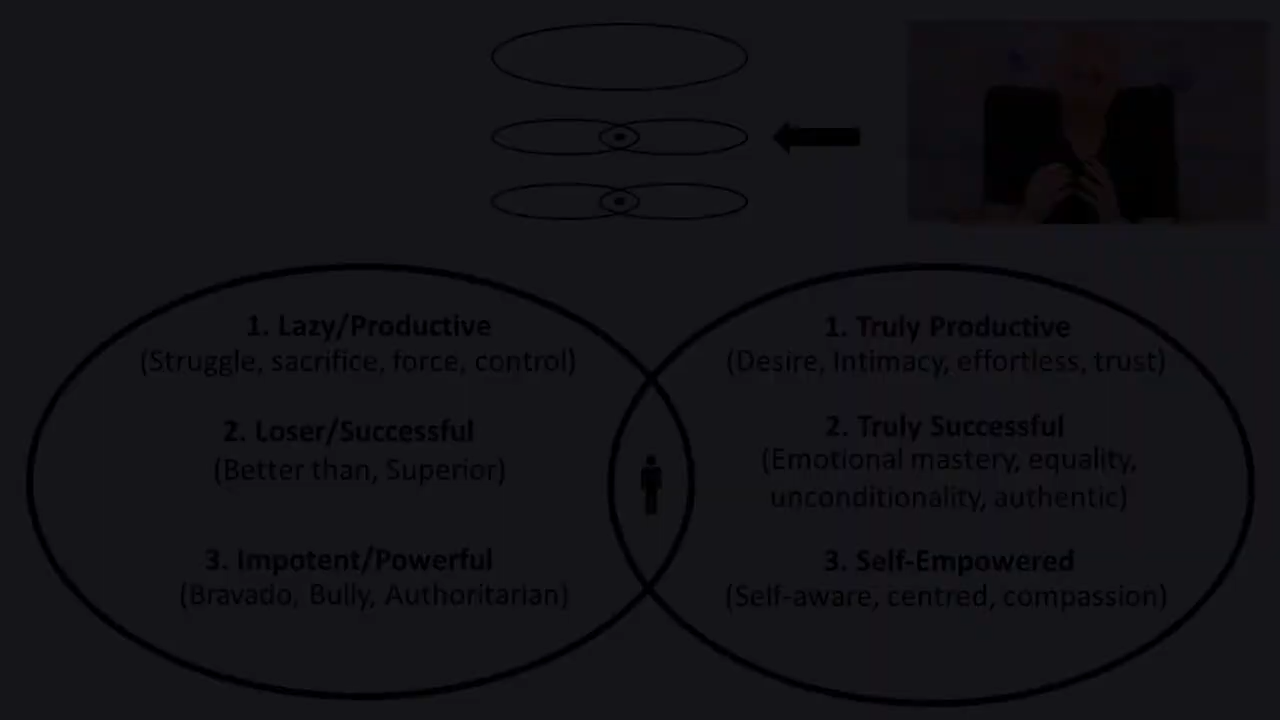 1. Lazy/Productive
(Struggle, sacrifice, force, control)
2. Loser/Successful
(Better than, Superior)
3. Impotent/Powerful
(Bravado, Bully, Authoritarian)
1. Truly Productive
(Desire, Intimacy, effortless, trust)
2. Truly Successful
(Emotional mastery, equality,
unconditionality, authentic)
3. Self-Empowered
(Self-aware, centred, compassion)